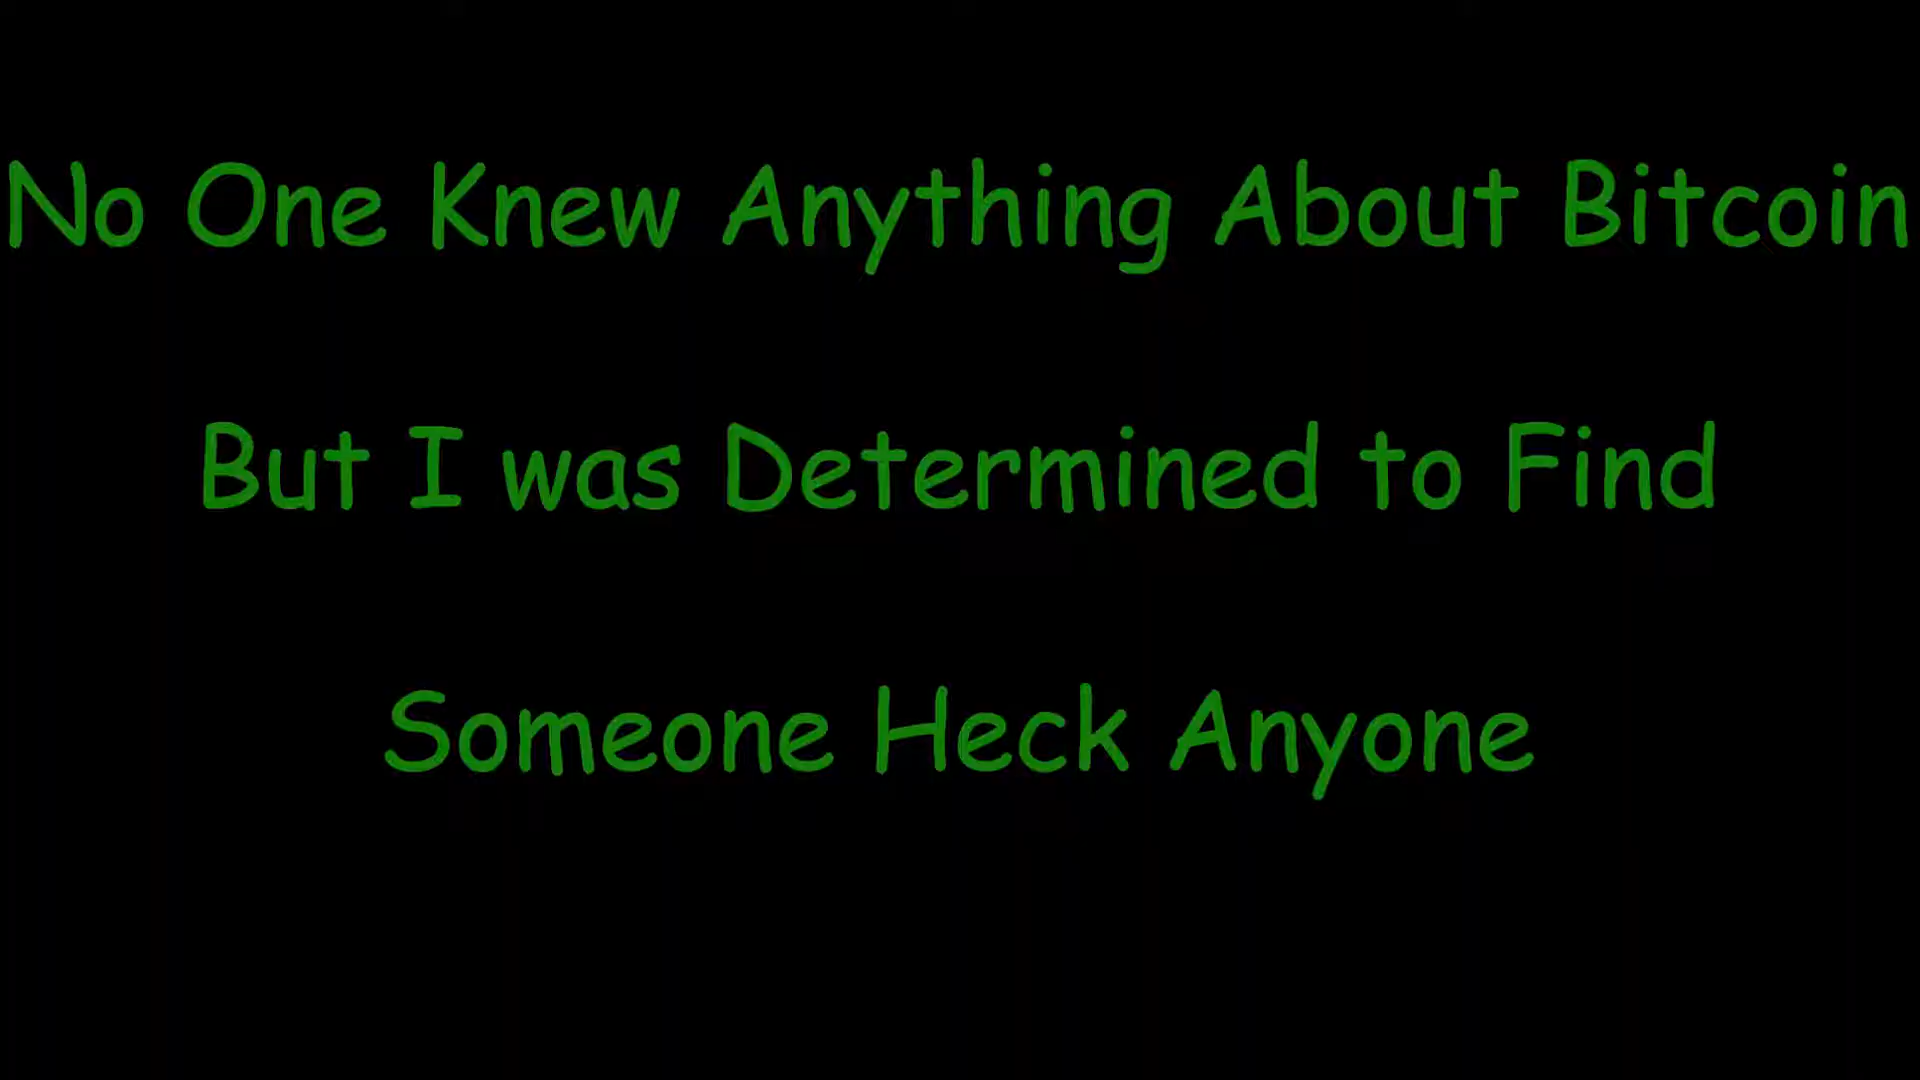 No One Knew Anything About Bitcoin
But I was Determined to Find
Someone Heck Anyone